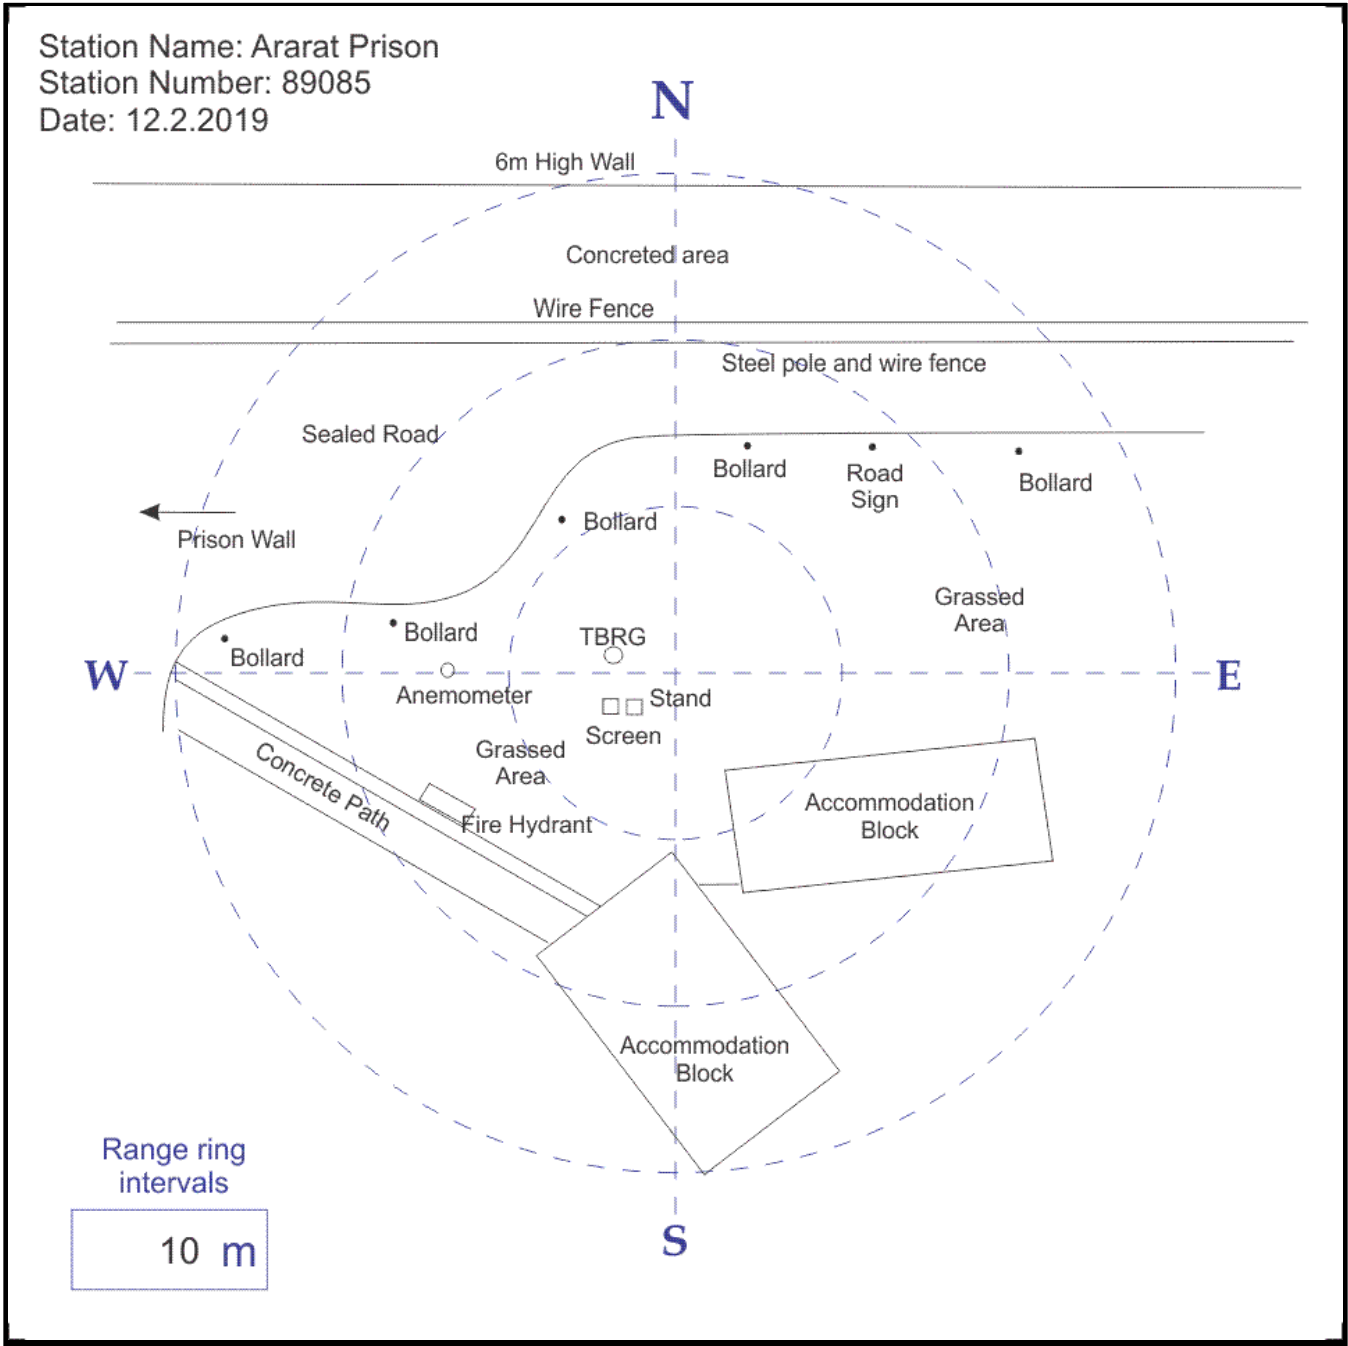 Station Name: Ararat Prison
Station Number: 89085
Date: 12.2.2019
N
6m High Wall
Concreted area
Wire Fence
Steel pole and wire fence
Sealed Road
Bollard
Road
Sign
Bollard
Bollard
Prison Wall
Grassed
Area
Bollard
TBRG
Bollard
W
E
Anemometer
Stand
Screen
Grassed
Area
Concrete Path
Fire Hydrant
Accommodation
Block
Accommodation
Block
Range ring
intervals
10 m
S